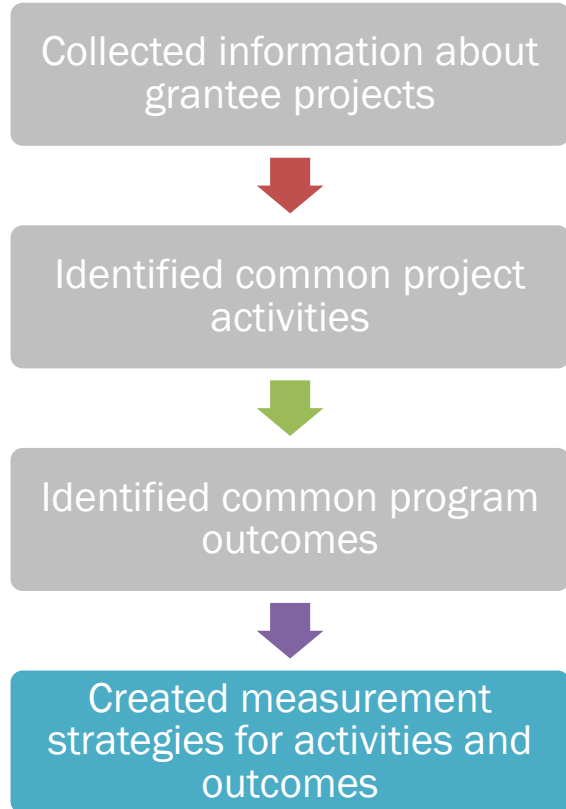 Collected information about
grantee projects
Identified common project
activities
Identified common program
outcomes
Created measurement
strategies for activities and
outcomes